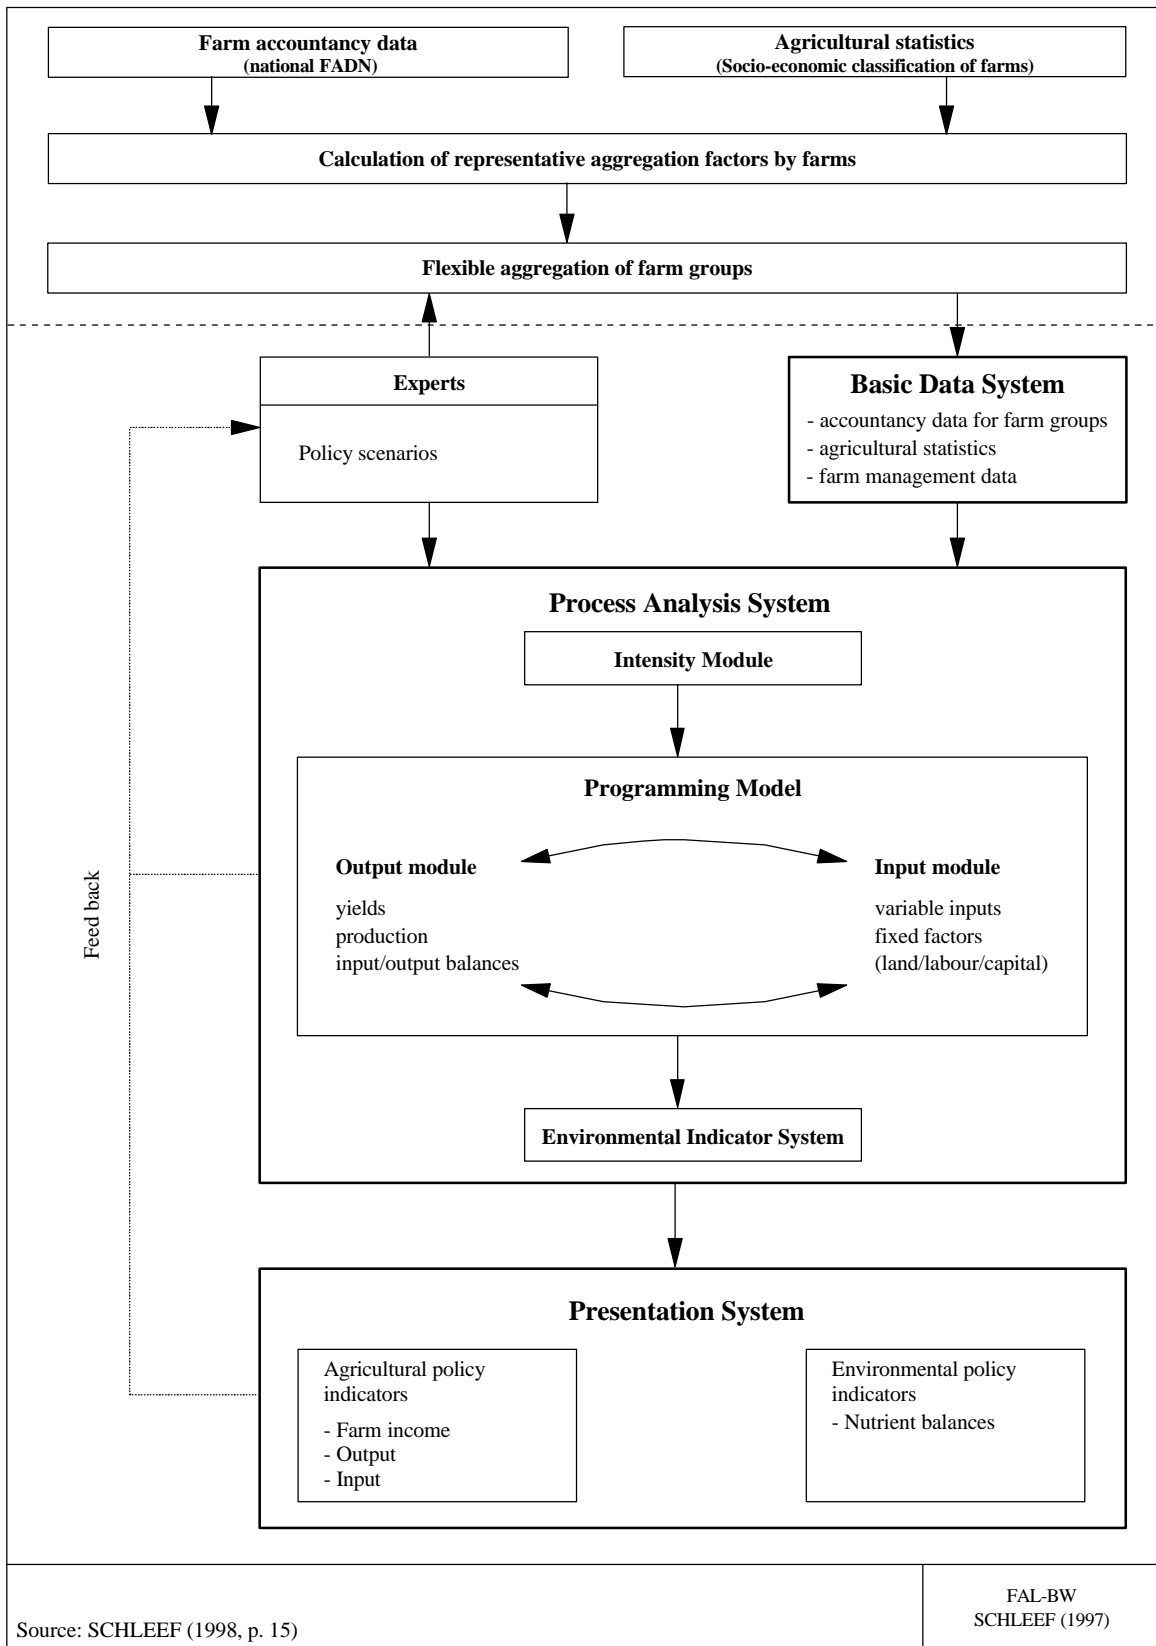 Farm accountancy data
(national FADN)
Agricultural statistics
(Socio-economic classification of farms)
Calculation of representative aggregation factors by farms
Flexible aggregation of farm groups
Experts
Policy scenarios
Basic Data System
- accountancy data for farm groups
- agricultural statistics
- farm management data
Process Analysis System
Intensity Module
Programming Model
Output module
yields
production
input/output balances
Input module
variable inputs
fixed factors
(land/labour/capital)
Feed back
Environmental Indicator System
Presentation System
Agricultural policy
indicators
- Farm income
- Output
- Input
Environmental policy
indicators
- Nutrient balances
Source: SCHLEEF (1998, p. 15)
FAL-BW
SCHLEEF (1997)